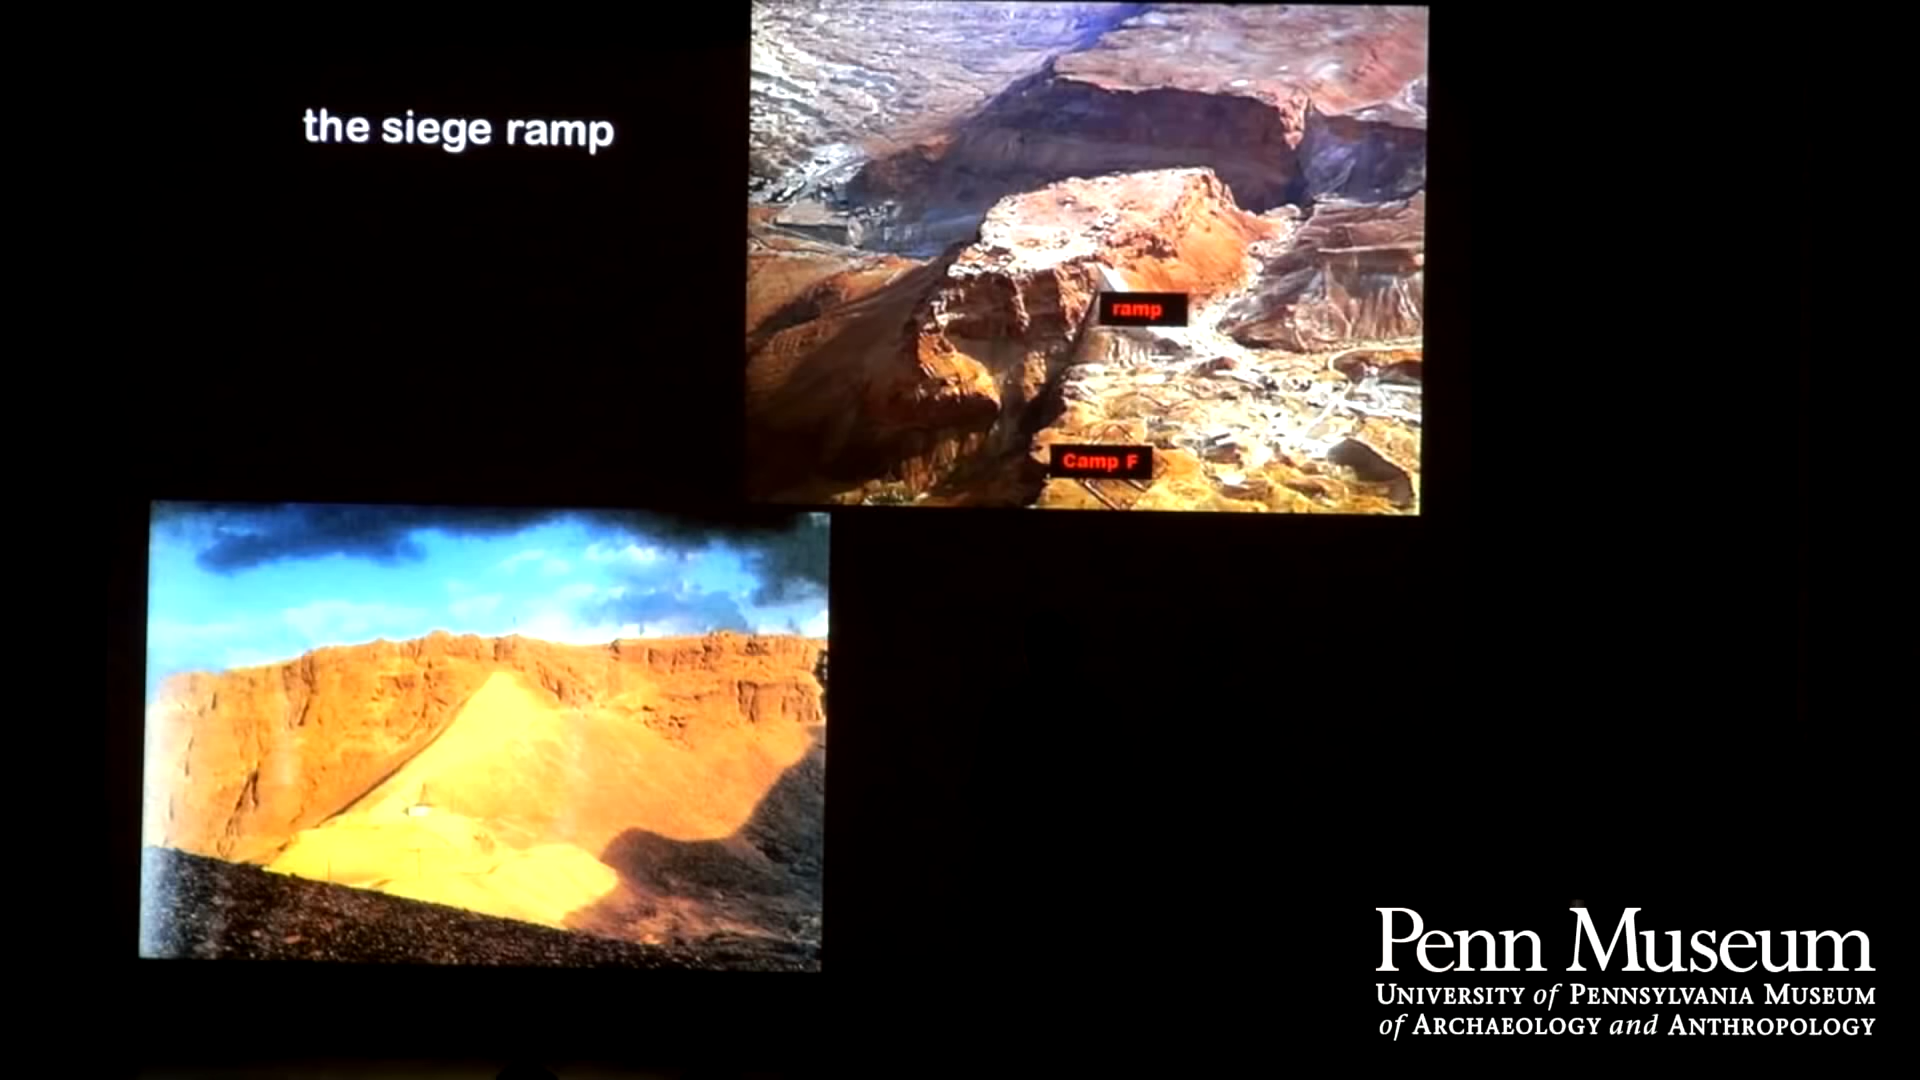 the siege ramp
ramp
Camp F
Penn Museum
UNIVERSITY of PENNSYLVANIA MUSEUM
of ARCHAEOLOGY and ANTHROPOLOGY